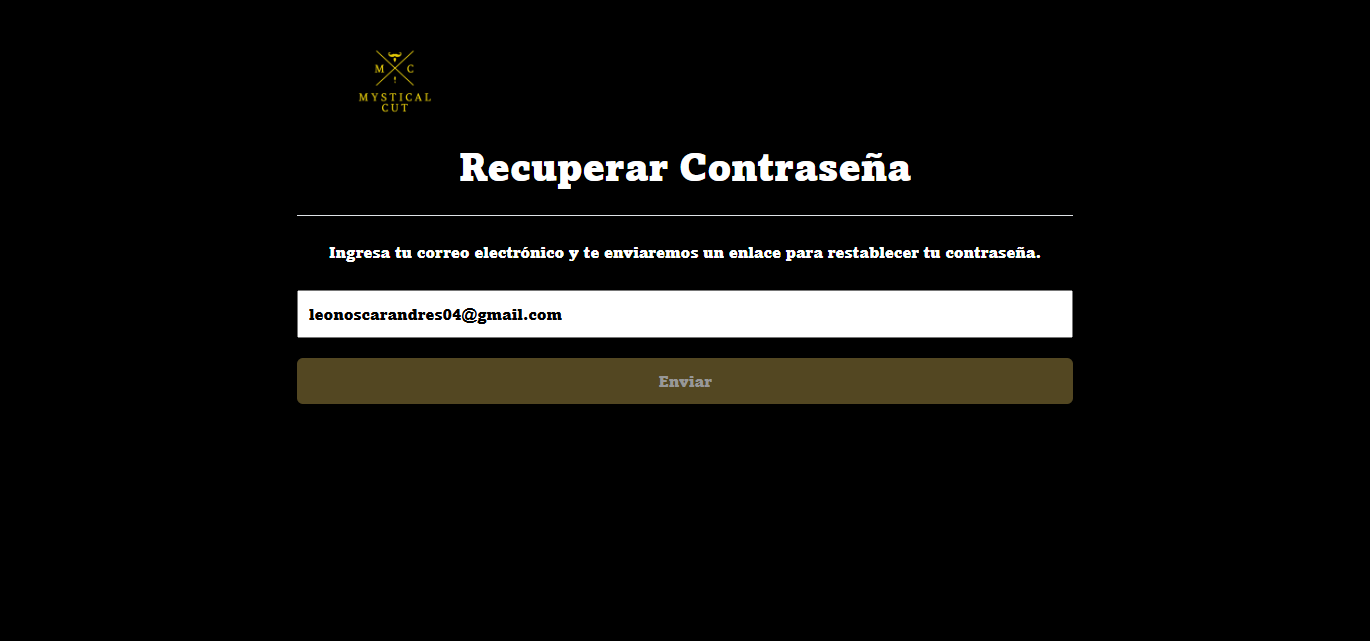 M C
MYSTICAL
CUT
Recuperar Contraseña
Ingresa tu correo electrónico y te enviaremos un enlace para restablecer tu contraseña.
leonoscarandres04@gmail.com
Enviar